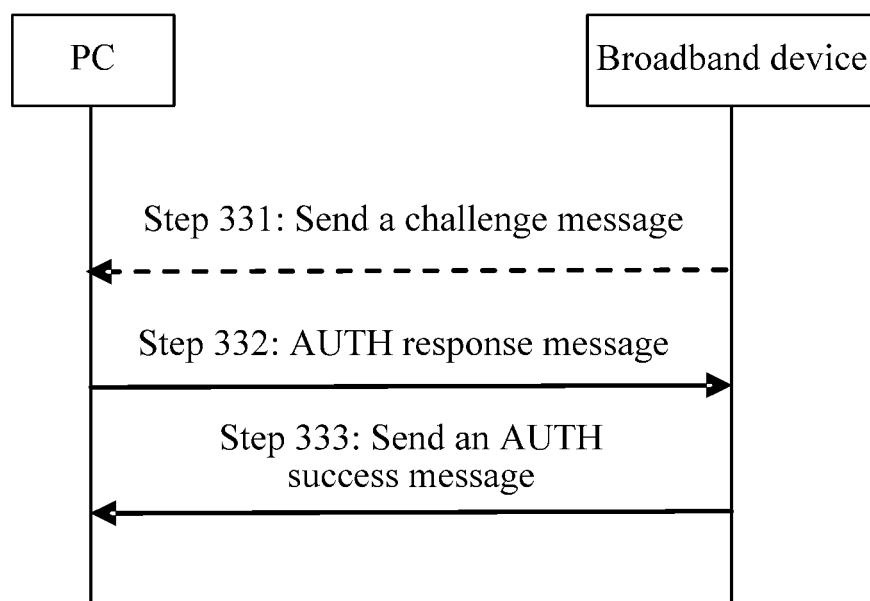 PC
Broadband device
Step 331: Send a challenge message
Step 332: AUTH response message
Step 333: Send an AUTH
success message